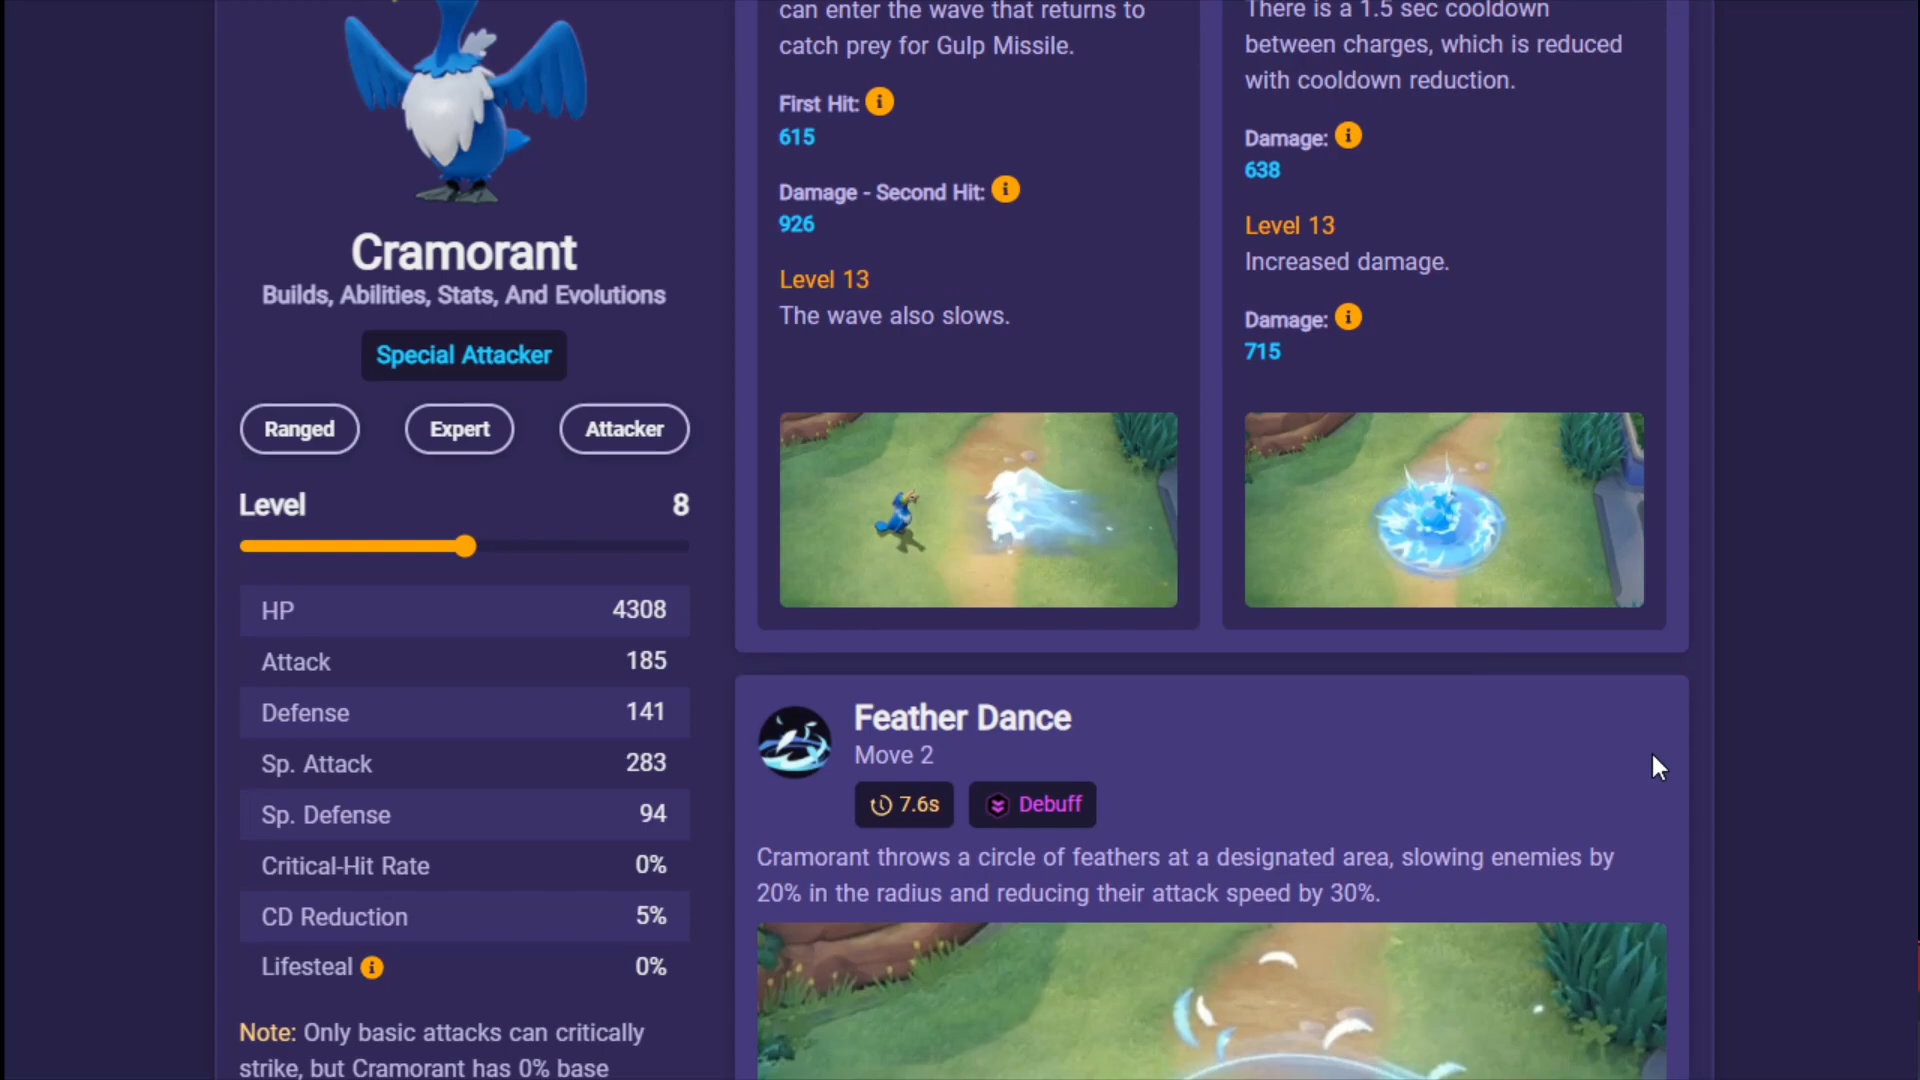 can enter the wave that returns to
catch prey for Gulp Missile.
First Hit:
615
Damage - Second Hit:
926
Level 13
The wave also slows.
There is a 1.5 sec cooldown
between charges, which is reduced
with cooldown reduction.
Damage:
638
Level 13
Increased damage.
Damage:
715
Cramorant
Builds, Abilities, Stats, And Evolutions
Special Attacker
Ranged
Expert
Attacker
Level 8
HP 4308
Attack 185
Defense 141
Sp. Attack 283
Sp. Defense 94
Critical-Hit Rate 0%
CD Reduction 5%
Lifesteal 0%
Note: Only basic attacks can critically
strike, but Cramorant has 0% base
Feather Dance
Move 2
7.6s
Debuff
Cramorant throws a circle of feathers at a designated area, slowing enemies by
20% in the radius and reducing their attack speed by 30%.